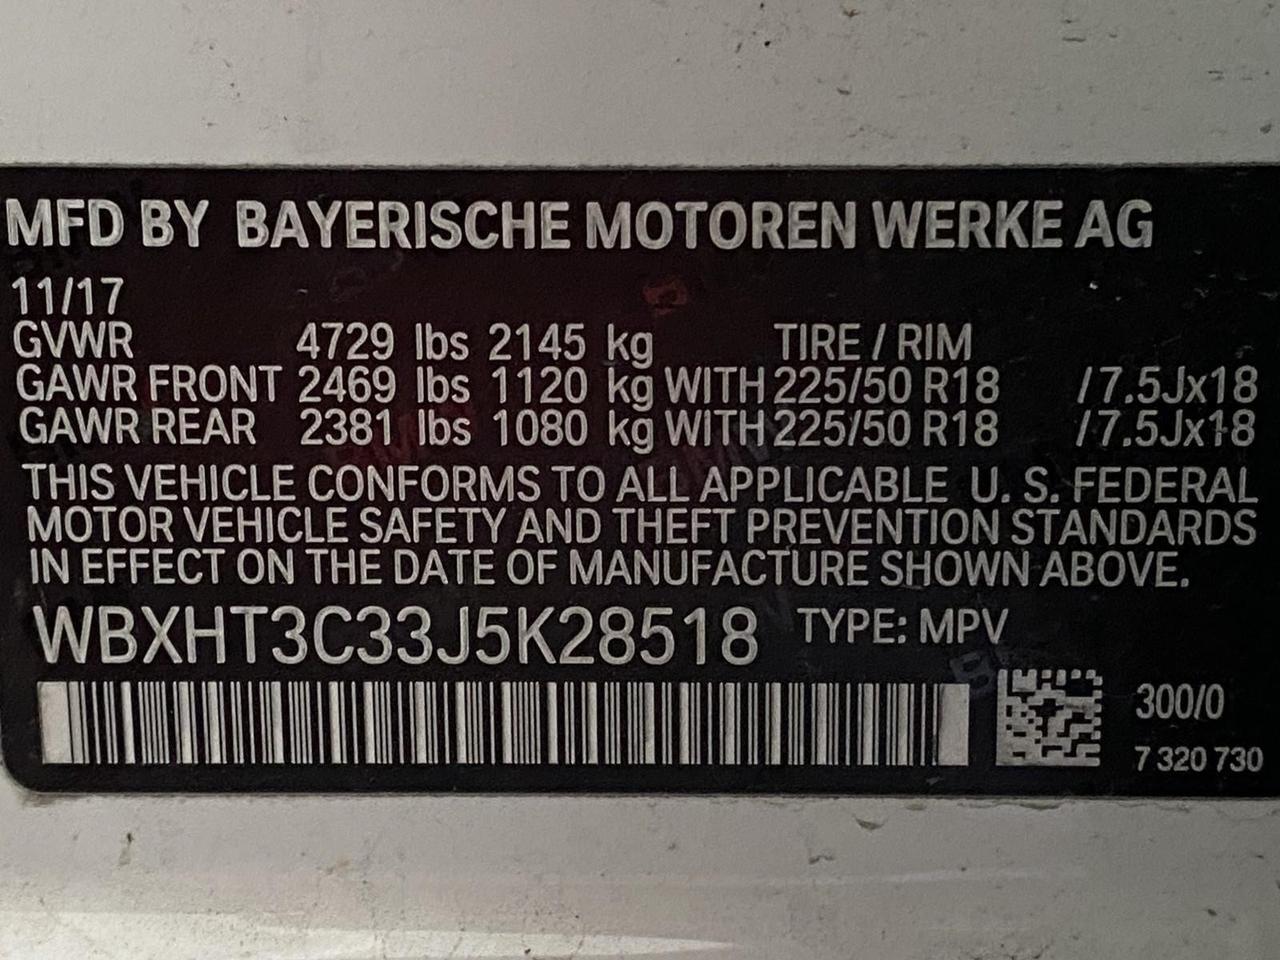 MFD BY BAYERISCHE MOTOREN WERKE AG
11/17
GVWR 4729 lbs 2145 kg TIRE / RIM
GAWR FRONT 2469 lbs 1120 kg WITH 225/50 R18 /7.5Jx18
GAWR REAR 2381 lbs 1080 kg WITH 225/50 R18 /7.5Jx18
THIS VEHICLE CONFORMS TO ALL APPLICABLE U. S. FEDERAL
MOTOR VEHICLE SAFETY AND THEFT PREVENTION STANDARDS
IN EFFECT ON THE DATE OF MANUFACTURE SHOWN ABOVE.
WBXHT3C33J5K28518 TYPE: MPV
300/0
7 320 730